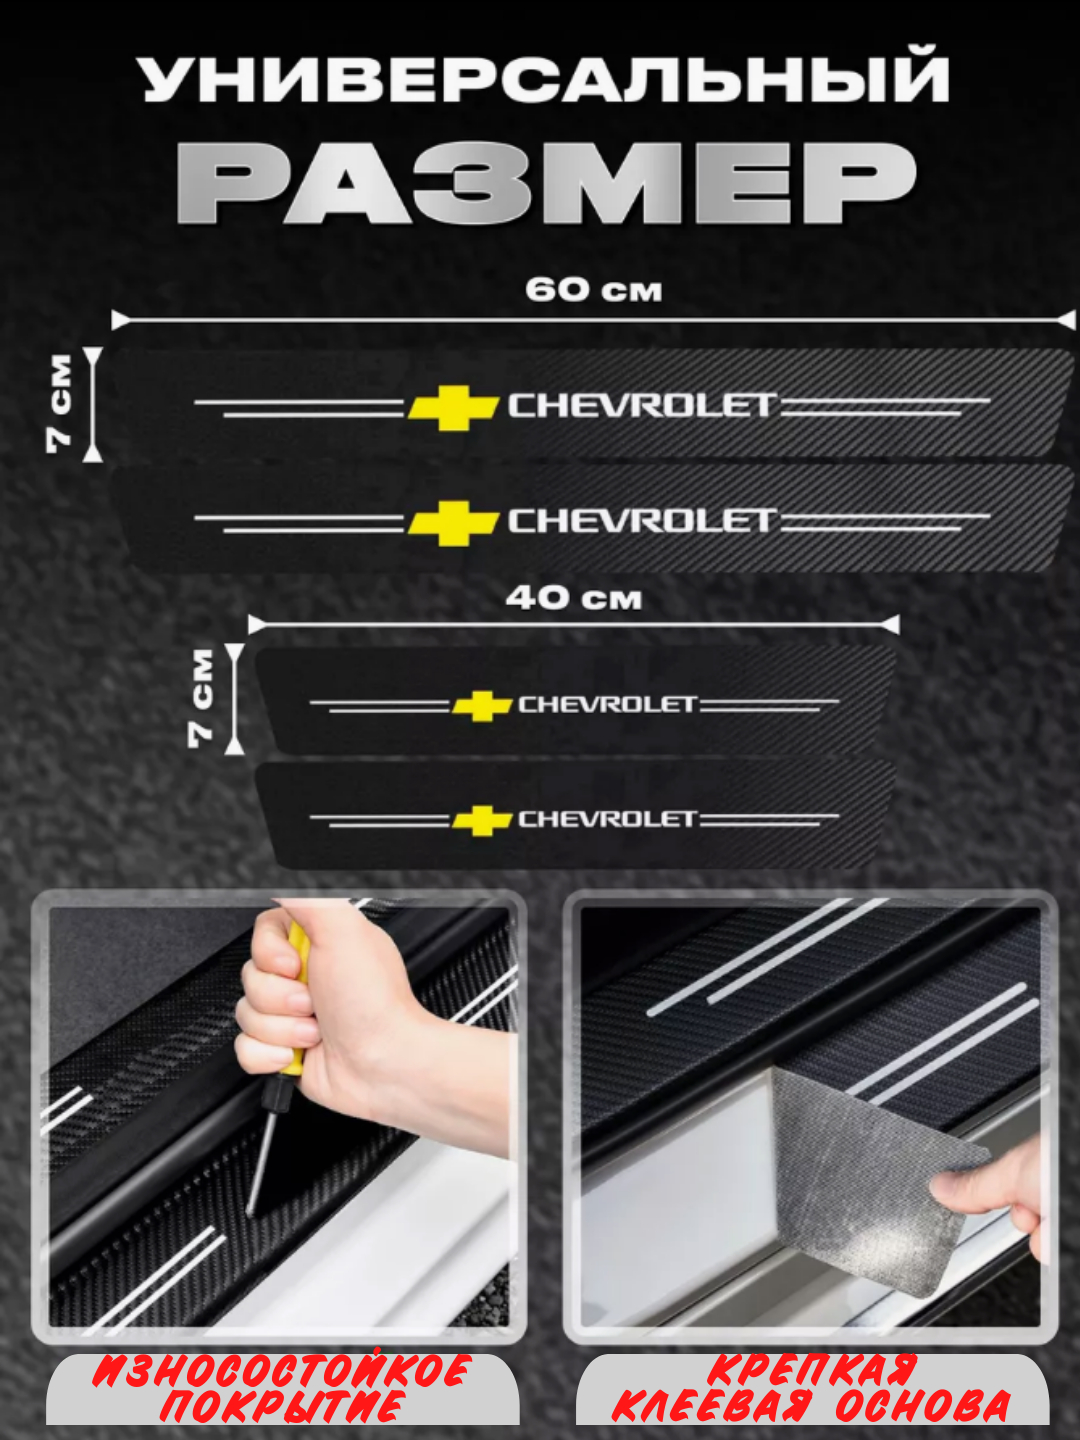 УНИВЕРСАЛЬНЫЙ
РАЗМЕР
60 см
7 см
CHEVROLET
CHEVROLET
40 см
7 см
CHEVROLET
CHEVROLET
ИЗНОСОСТОЙКОЕ
ПОКРЫТИЕ
КРЕПКАЯ
КЛЕЕВАЯ ОСНОВА